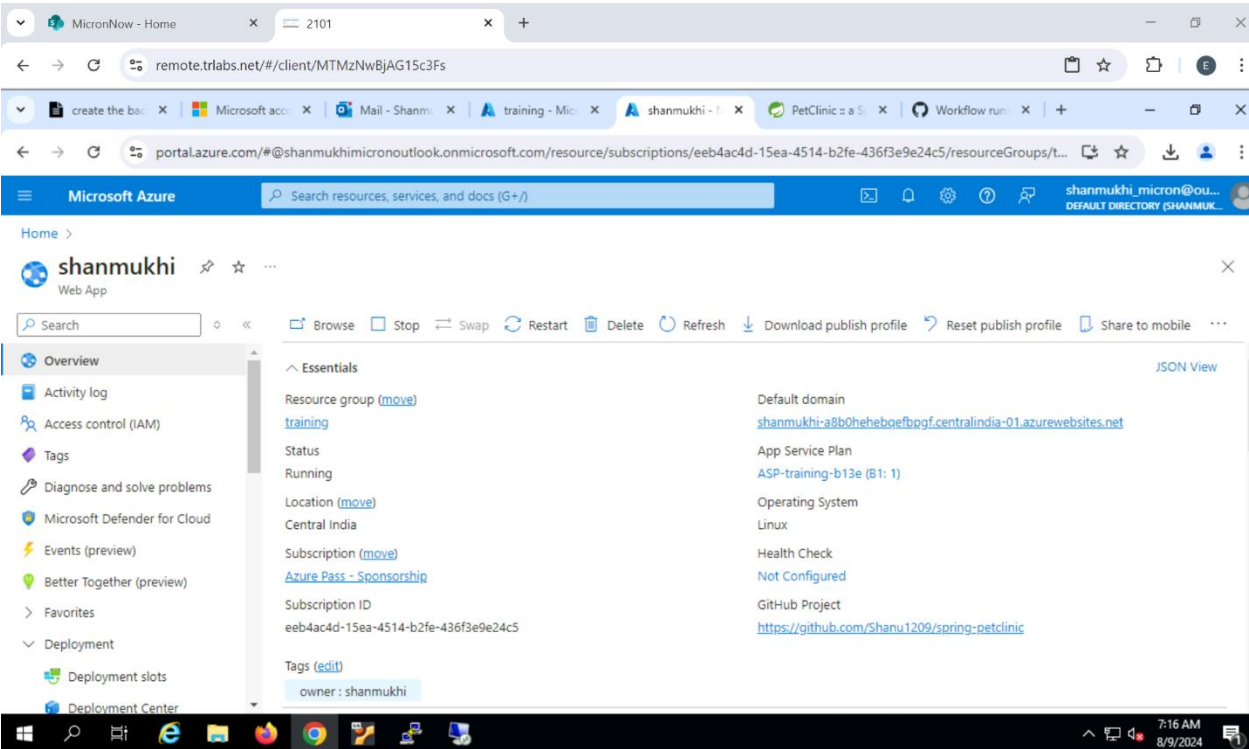 MicronNow - Home
2101
remote.trlabs.net/#/client/MTMzNwBjAG15c3Fs
E
create the bac
Microsoft acco
Mail - Shanmu
training - Micr
shanmukhi - M
PetClinic :: a S
Workflow runs
portal.azure.com/#@shanmukhimicronoutlook.onmicrosoft.com/resource/subscriptions/eeb4ac4d-15ea-4514-b2fe-436f3e9e24c5/resourceGroups/t...
Microsoft Azure
Search resources, services, and docs (G+/)
shanmukhi_micron@ou...
DEFAULT DIRECTORY (SHANMUK...
Home >
shanmukhi
Web App
Search
Browse Stop Swap Restart Delete Refresh Download publish profile Reset publish profile Share to mobile
Overview
Activity log
Access control (IAM)
Tags
Diagnose and solve problems
Microsoft Defender for Cloud
Events (preview)
Better Together (preview)
Favorites
Deployment
Deployment slots
Deployment Center
Essentials
JSON View
Resource group (move)
training
Status
Running
Location (move)
Central India
Subscription (move)
Azure Pass - Sponsorship
Subscription ID
eeb4ac4d-15ea-4514-b2fe-436f3e9e24c5
Tags (edit)
owner : shanmukhi
Default domain
shanmukhi-a8b0hehebqefbpgf.centralindia-01.azurewebsites.net
App Service Plan
ASP-training-b13e (B1: 1)
Operating System
Linux
Health Check
Not Configured
GitHub Project
https://github.com/Shanu1209/spring-petclinic
7:16 AM
8/9/2024
1